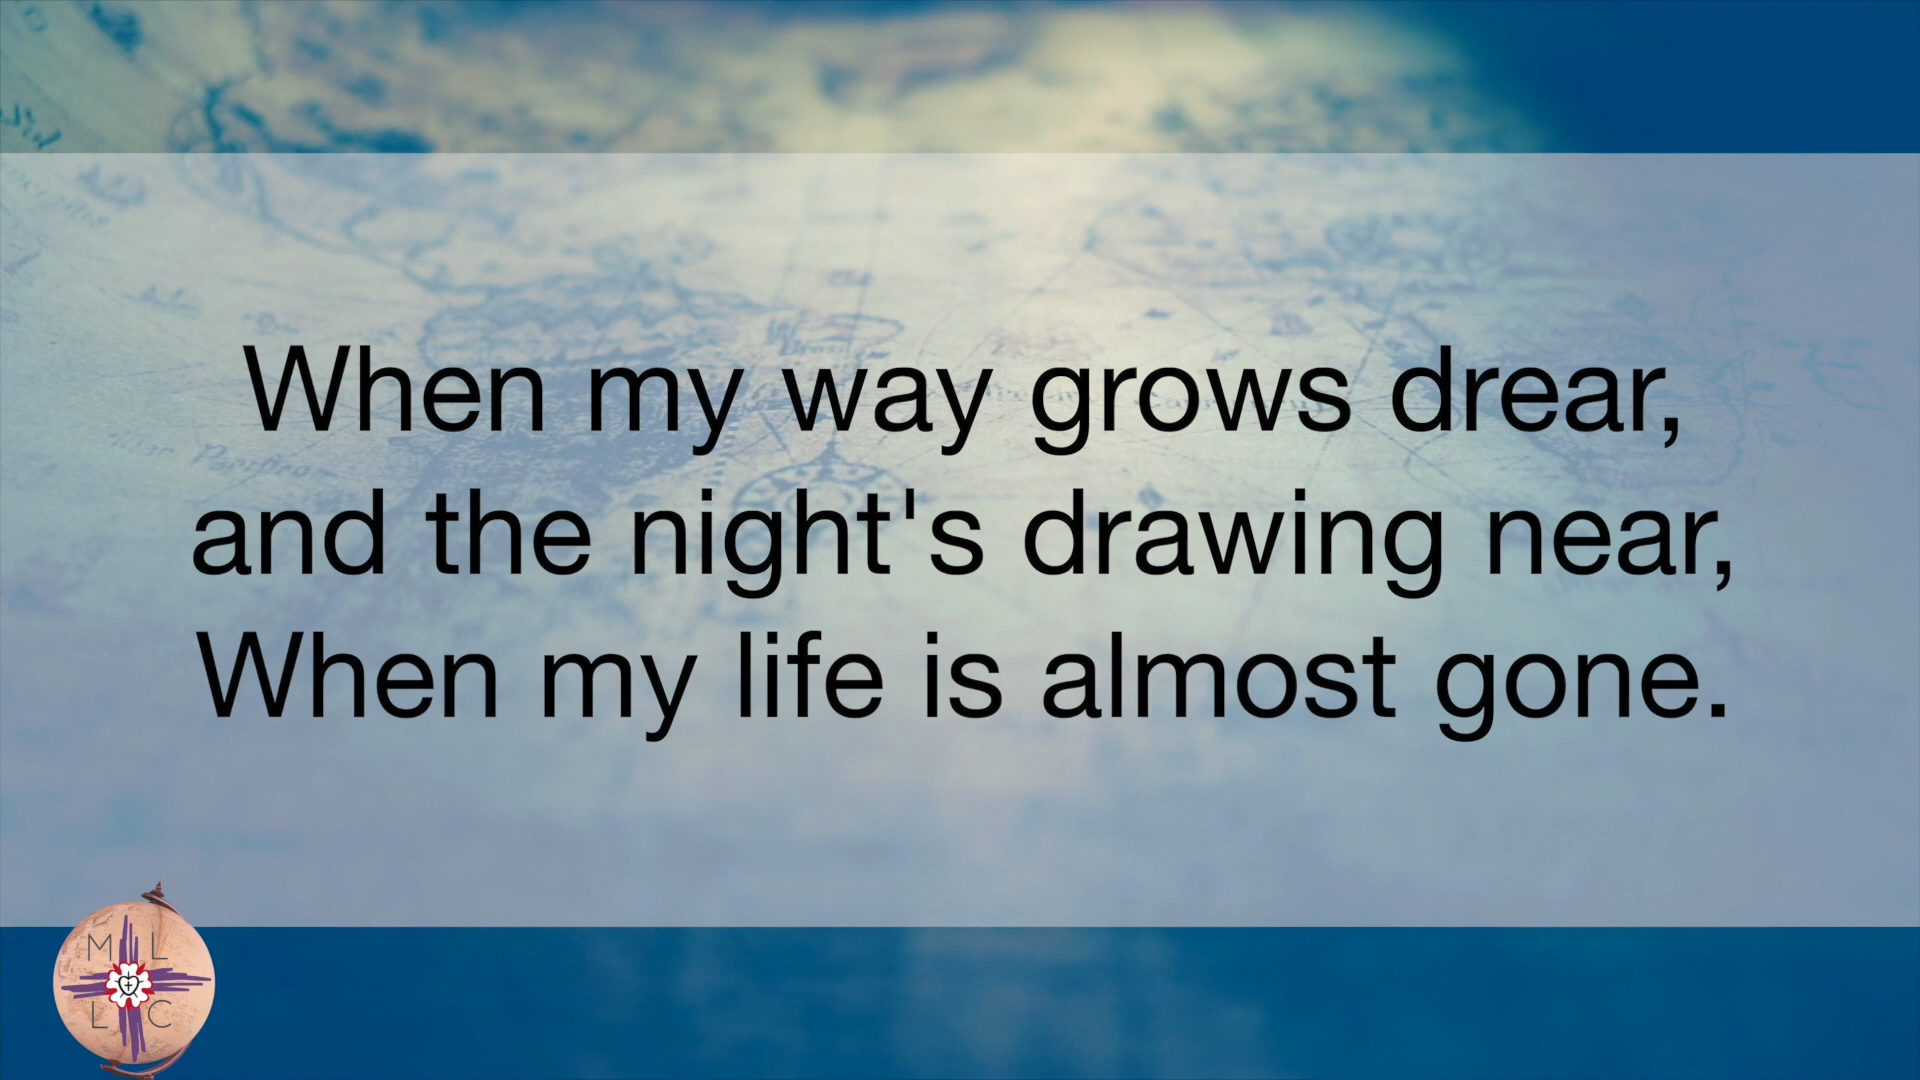 When my way grows drear,
and the night's drawing near,
When my life is almost gone.
M L
L C